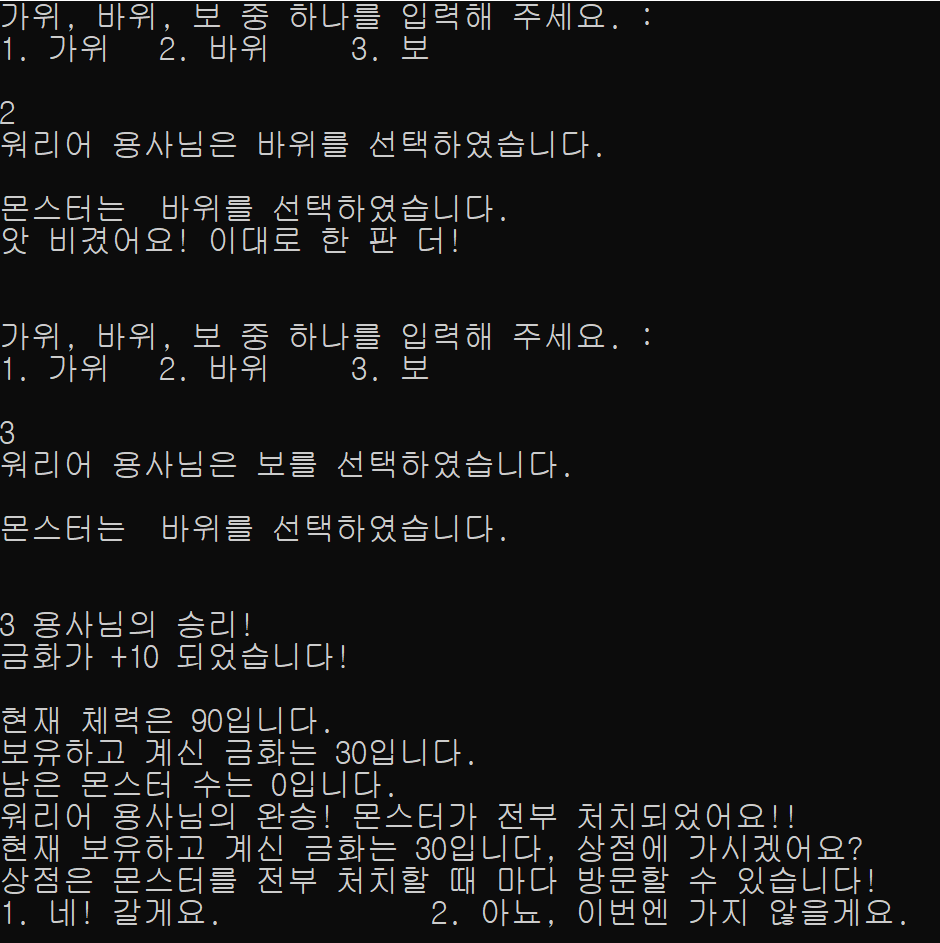 가위, 바위, 보 중 하나를 입력해 주세요. :
1. 가위   2. 바위     3. 보
2
워리어 용사님은 바위를 선택하였습니다.
몬스터는  바위를 선택하였습니다.
앗 비겼어요! 이대로 한 판 더!
가위, 바위, 보 중 하나를 입력해 주세요. :
1. 가위   2. 바위     3. 보
3
워리어 용사님은 보를 선택하였습니다.
몬스터는  바위를 선택하였습니다.
3 용사님의 승리!
금화가 +10 되었습니다!
현재 체력은 90입니다.
보유하고 계신 금화는 30입니다.
남은 몬스터 수는 0입니다.
워리어 용사님의 완승! 몬스터가 전부 처치되었어요!!
현재 보유하고 계신 금화는 30입니다, 상점에 가시겠어요?
상점은 몬스터를 전부 처치할 때 마다 방문할 수 있습니다!
1. 네! 갈게요.             2. 아뇨, 이번엔 가지 않을게요.